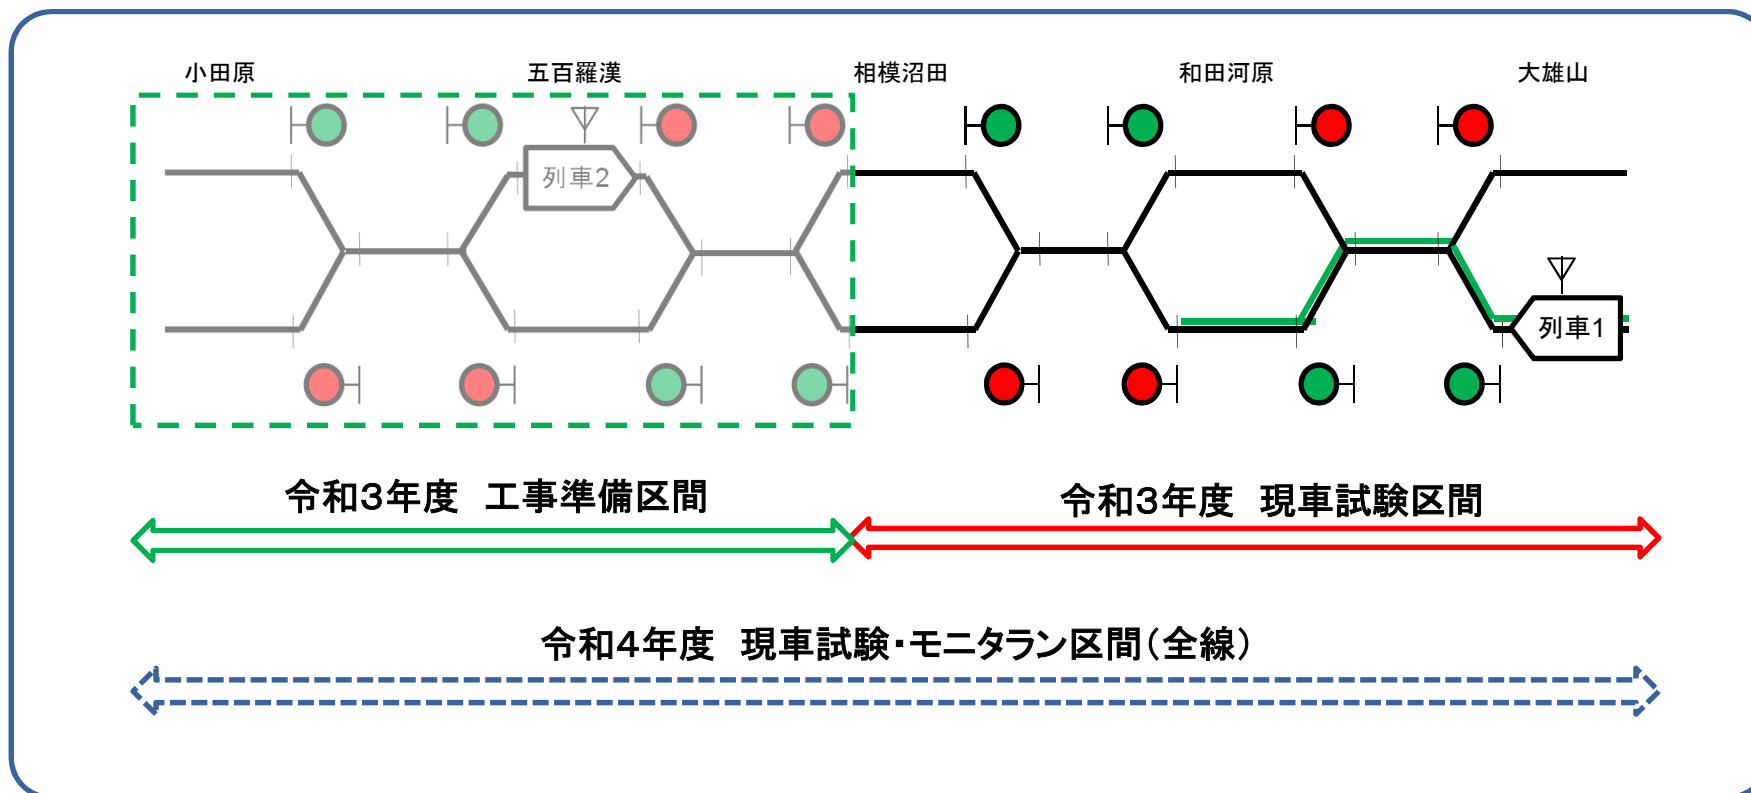 小田原
五百羅漢
相模沼田
和田河原
大雄山
列車2
列車1
令和3年度　工事準備区間
令和3年度　現車試験区間
令和4年度　現車試験・モニタラン区間（全線）